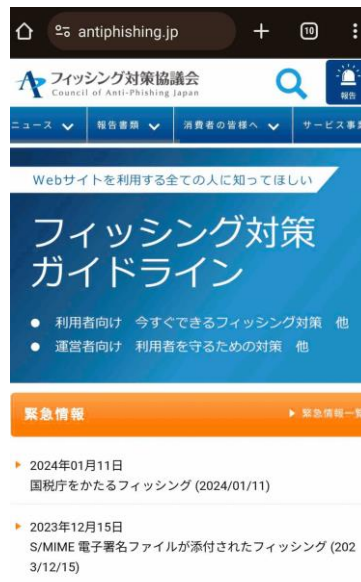 antiphishing.jp
10
フィッシング対策協議会
Council of Anti-Phishing Japan
報告
ニュース
報告書類
消費者の皆様へ
サービス事
Webサイトを利用する全ての人に知ってほしい
フィッシング対策
ガイドライン
利用者向け 今すぐできるフィッシング対策 他
運営者向け 利用者を守るための対策 他
緊急情報
緊急情報一覧
2024年01月11日
国税庁をかたるフィッシング (2024/01/11)
2023年12月15日
S/MIME 電子署名ファイルが添付されたフィッシング (202
3/12/15)